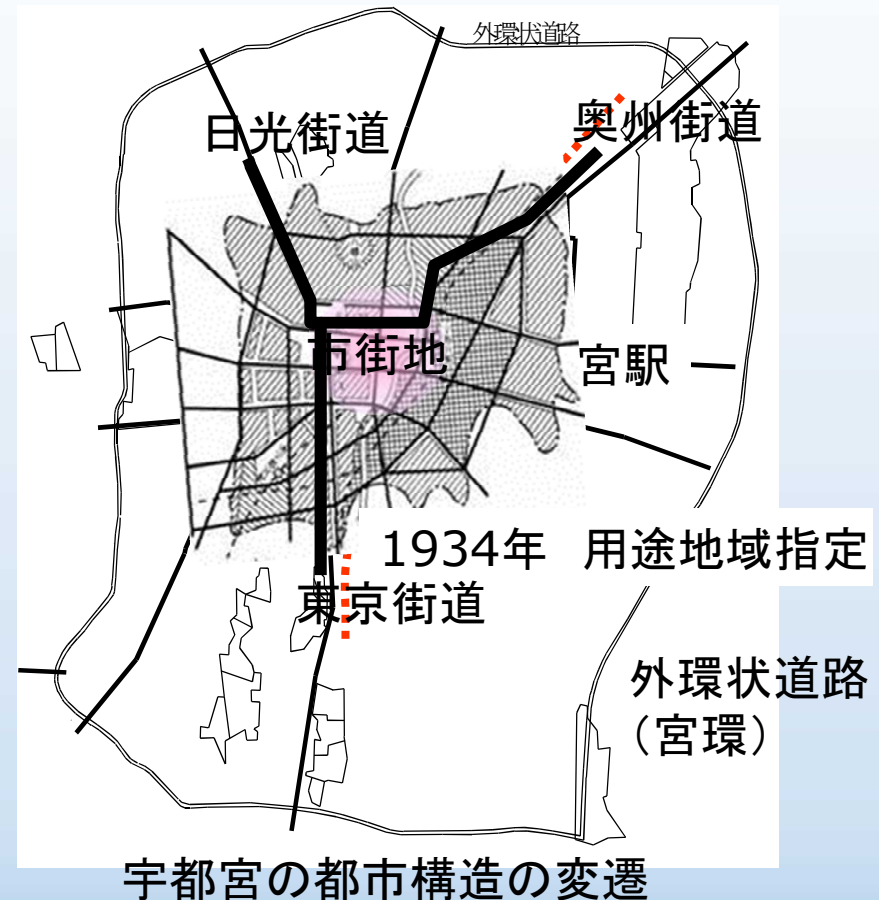 外環状道路
日光街道
奥州街道
市街地
宮駅
1934年 用途地域指定
東京街道
外環状道路
（宮環）
宇都宮の都市構造の変遷